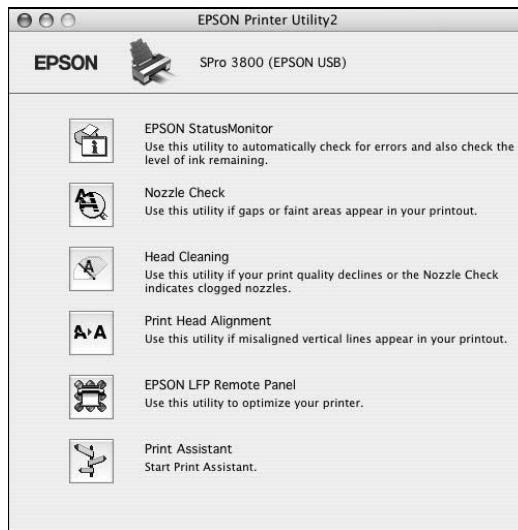 EPSON Printer Utility2
EPSON
SPro 3800 (EPSON USB)
EPSON StatusMonitor
Use this utility to automatically check for errors and also check the
level of ink remaining.
Nozzle Check
Use this utility if gaps or faint areas appear in your printout.
Head Cleaning
Use this utility if your print quality declines or the Nozzle Check
indicates clogged nozzles.
A▸A
Print Head Alignment
Use this utility if misaligned vertical lines appear in your printout.
EPSON LFP Remote Panel
Use this utility to optimize your printer.
Print Assistant
Start Print Assistant.